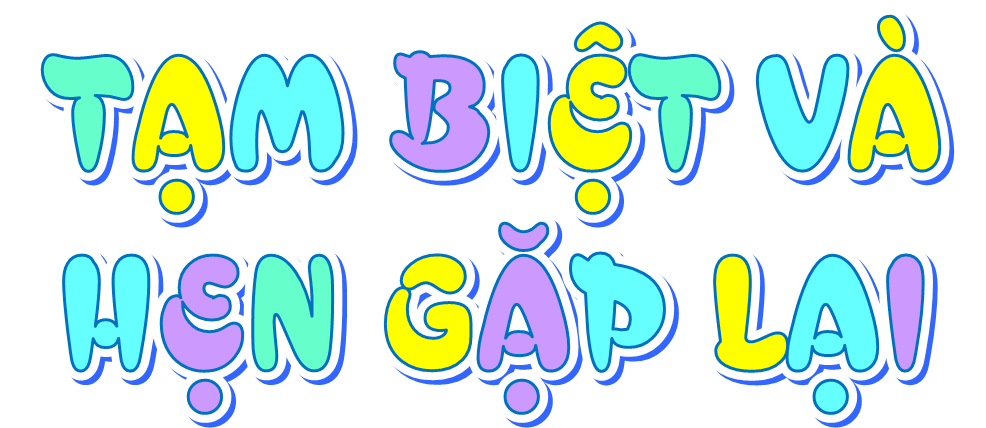 TẠM BIỆT VÀ
HẸN GẶP LẠI